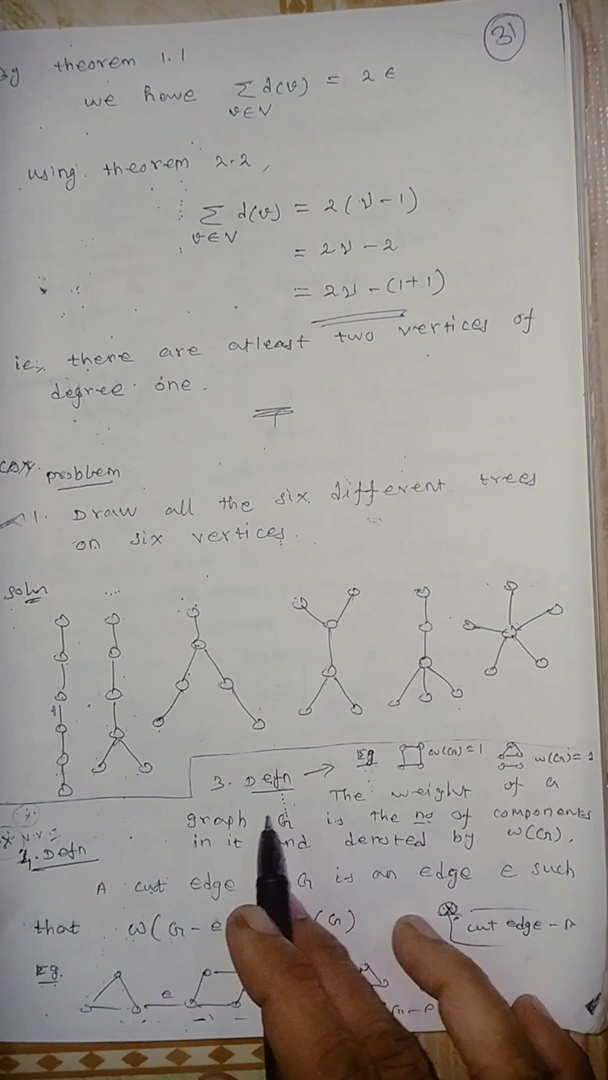 31
By theorem 1.1
we have ∑ d(v) = 2ϵ
v∈V
using theorem 2.2,
∑ d(v) = 2(ν-1)
v∈V
= 2ν-2
= 2ν-(1+1)
ie; there are atleast two vertices of
degree one.
problem
1. Draw all the six different trees
on six vertices.
soln
3. Defn → Eg ω(G)=1 ω(G)=
The weight of a
graph G is the no of components
in it and denoted by ω(G).
Defn
A cut edge G is an edge e such
that ω(G-e (G)
cut edge -
Eg. e